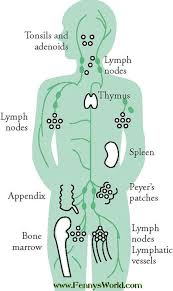 Tonsils and
adenoids
Lymph
nodes
Thymus
Lymph
nodes
Spleen
Appendix
Peyer's
patches
Bone
marrow
Lymph
nodes
Lymphatic
vessels
www.FennysWorld.com